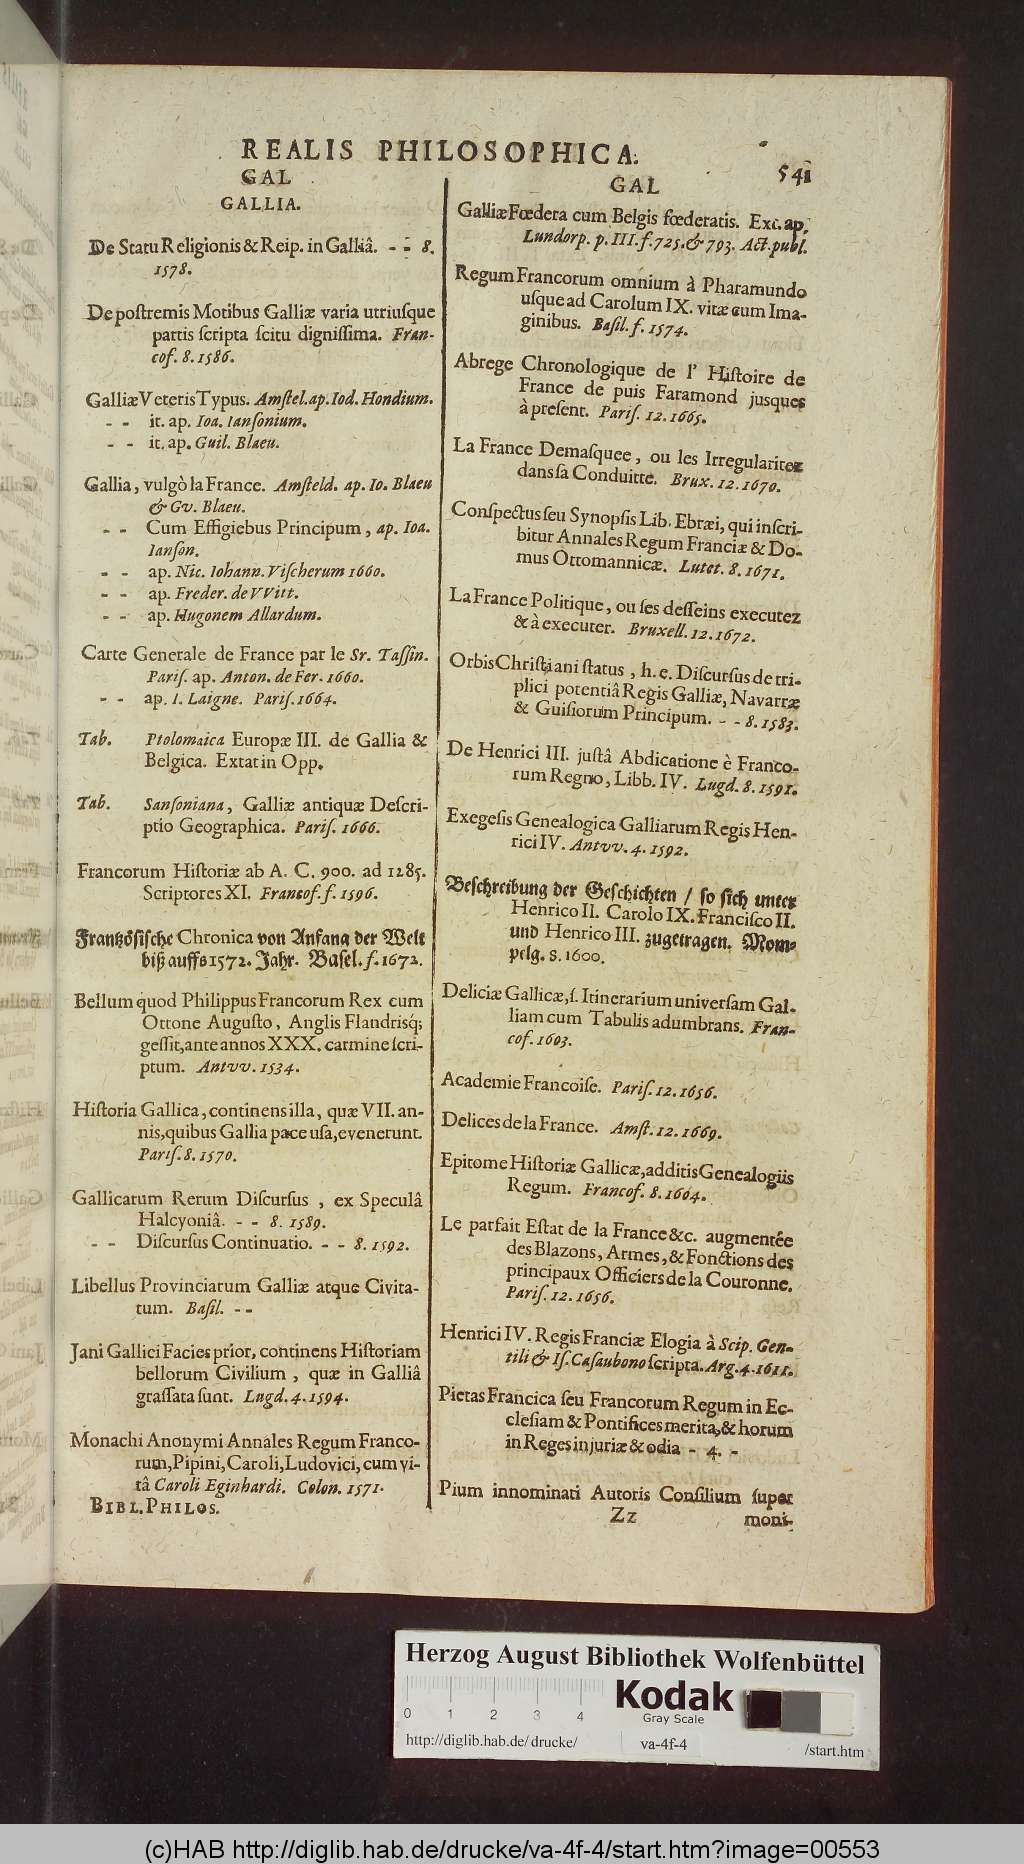 REALIS PHILOSOPHICA.
541
GAL
GALLIA.
De Statu Religionis & Reip. in Galliâ. - - 8.
1578.
De postremis Motibus Galliæ varia utriusque
partis scripta scitu dignissima. Fran-
cof. 8. 1586.
Galliæ Veteris Typus. Amstel. ap. Iod. Hondium.
- - it. ap. Ioa. Iansonium.
- - it. ap. Guil. Blaeu.
Gallia, vulgò la France. Amsteld. ap. Io. Blaeu
& Gv. Blaeu.
- - Cum Effigiebus Principum, ap. Ioa.
Ianson.
- - ap. Nic. Iohann. Vischerum 1660.
- - ap. Freder. de VVitt.
- - ap. Hugonem Allardum.
Carte Generale de France par le Sr. Tassin.
Paris. ap. Anton. de Fer. 1660.
- - ap. I. Laigne. Paris. 1664.
Tab. Ptolomaica Europæ III. de Gallia &
Belgica. Extat in Opp.
Tab. Sansoniana, Galliæ antiquæ Descri-
ptio Geographica. Paris. 1666.
Francorum Historiæ ab A. C. 900. ad 1285.
Scriptores XI. Francof. f. 1596.
Frantzösische Chronica von Anfang der Welt
biß auffs 1572. Jahr. Basel. f. 1672.
Bellum quod Philippus Francorum Rex cum
Ottone Augusto, Anglis Flandrisq;
gessit, ante annos XXX. carmine scri-
ptum. Antvv. 1534.
Historia Gallica, continens illa, quæ VII. an-
nis, quibus Gallia pace usa, evenerunt.
Paris. 8. 1570.
Gallicarum Rerum Discursus, ex Speculâ
Halcyoniâ. - - 8. 1589.
- - Discursus Continuatio. - - 8. 1592.
Libellus Provinciarum Galliæ atque Civita-
tum. Basil. - -
Jani Gallici Facies prior, continens Historiam
bellorum Civilium, quæ in Galliâ
grassata sunt. Lugd. 4. 1594.
Monachi Anonymi Annales Regum Franco-
rum, Pipini, Caroli, Ludovici, cum vi-
tâ Caroli Eginhardi. Colon. 1571.
BIBL. PHILOS.
GAL
Galliæ Fœdera cum Belgis fœderatis. Exc. ap.
Lundorp. p. III. f. 725. & 793. Act. publ.
Regum Francorum omnium à Pharamundo
usque ad Carolum IX. vitæ cum Ima-
ginibus. Basil. f. 1574.
Abrege Chronologique de l' Histoire de
France de puis Faramond jusques
à present. Paris. 12. 1665.
La France Demasquee, ou les Irregularitez
dans sa Conduitte. Brux. 12. 1670.
Conspectus seu Synopsis Lib. Ebræi, qui inscri-
bitur Annales Regum Franciæ & Do-
mus Ottomannicæ. Lutet. 8. 1671.
La France Politique, ou ses desseins executez
& à executer. Bruxell. 12. 1672.
Orbis Christiani status, h. e. Discursus de tri-
plici potentiâ Regis Galliæ, Navarræ
& Guisiorum Principum. - - 8. 1583.
De Henrici III. justâ Abdicatione è Franco-
rum Regno, Libb. IV. Lugd. 8. 1591.
Exegesis Genealogica Galliarum Regis Hen-
rici IV. Antvv. 4. 1592.
Beschreibung der Geschichten / so sich unter
Henrico II. Carolo IX. Francisco II.
und Henrico III. zugetragen. Mom-
pelg. 8. 1600.
Deliciæ Gallicæ, s. Itinerarium universam Gal-
liam cum Tabulis adumbrans. Fran-
cof. 1603.
Academie Francoise. Paris. 12. 1656.
Delices de la France. Amst. 12. 1669.
Epitome Historiæ Gallicæ, additis Genealogiis
Regum. Francof. 8. 1604.
Le parfait Estat de la France &c. augmentée
des Blazons, Armes, & Fonctions des
principaux Officiers de la Couronne.
Paris. 12. 1656.
Henrici IV. Regis Franciæ Elogia à Scip. Gen-
tili & Is. Casaubono scripta. Arg. 4. 1611.
Pietas Francica seu Francorum Regum in Ec-
clesiam & Pontifices merita, & horum
in Reges injuriæ & odia - 4. -
Pium innominati Autoris Consilium super
Zz
moni-
Herzog August Bibliothek Wolfenbüttel
0 1 2 3 4
Kodak
Gray Scale
http://diglib.hab.de/drucke/
va-4f-4
/start.htm
(c)HAB http://diglib.hab.de/drucke/va-4f-4/start.htm?image=00553